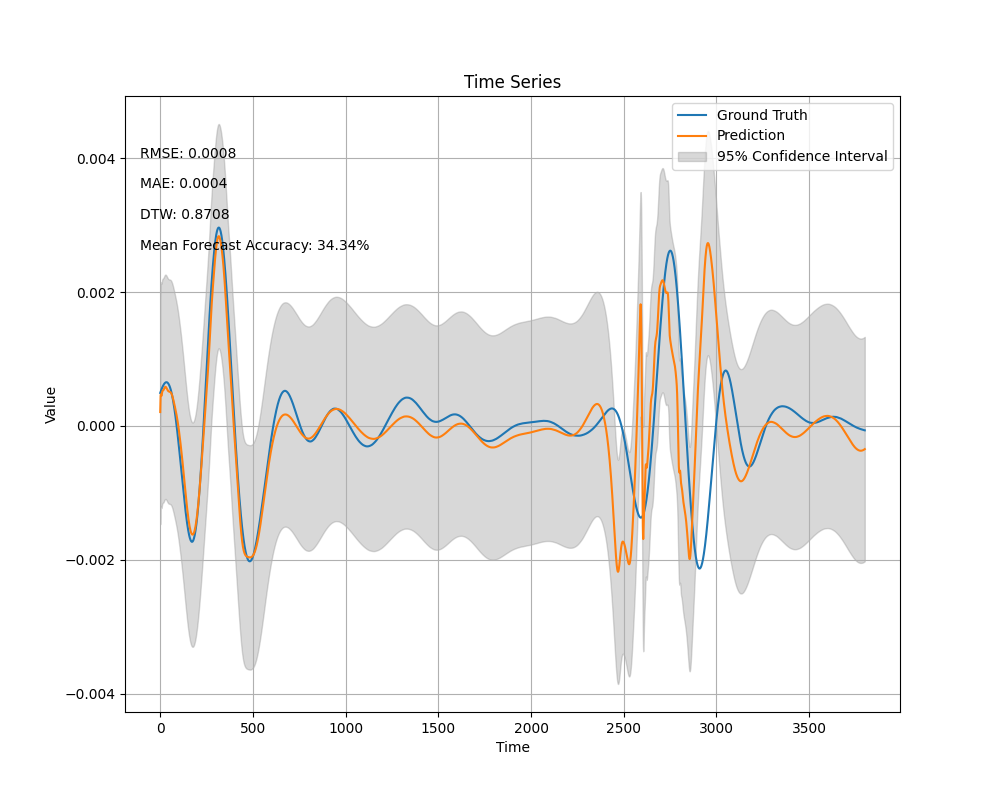 Time Series
Ground Truth
Prediction
95% Confidence Interval
RMSE: 0.0008
MAE: 0.0004
DTW: 0.8708
Mean Forecast Accuracy: 34.34%
Value
0.004
0.002
0.000
−0.002
−0.004
0 500 1000 1500 2000 2500 3000 3500
Time